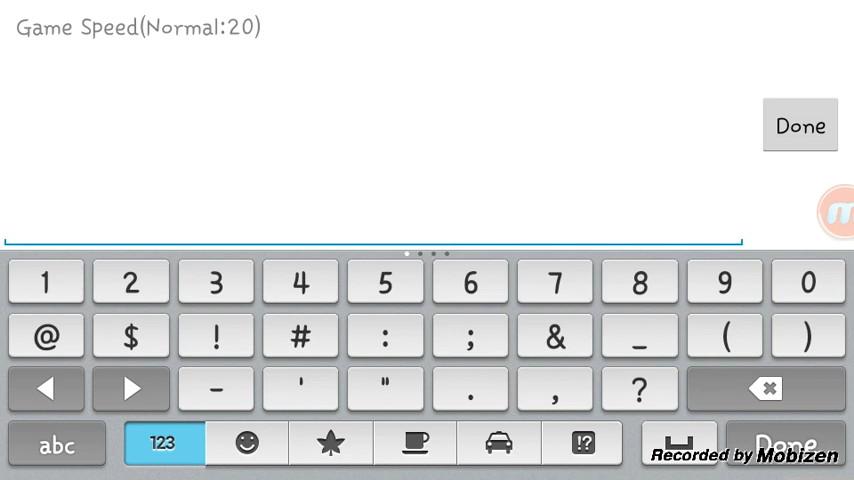 Game Speed(Normal:20)
Done
m
1 2 3 4 5 6 7 8 9 0
@ $ ! # : ; & _ ( )
- ' " . , ?
abc 123 !? Done
Recorded by Mobizen